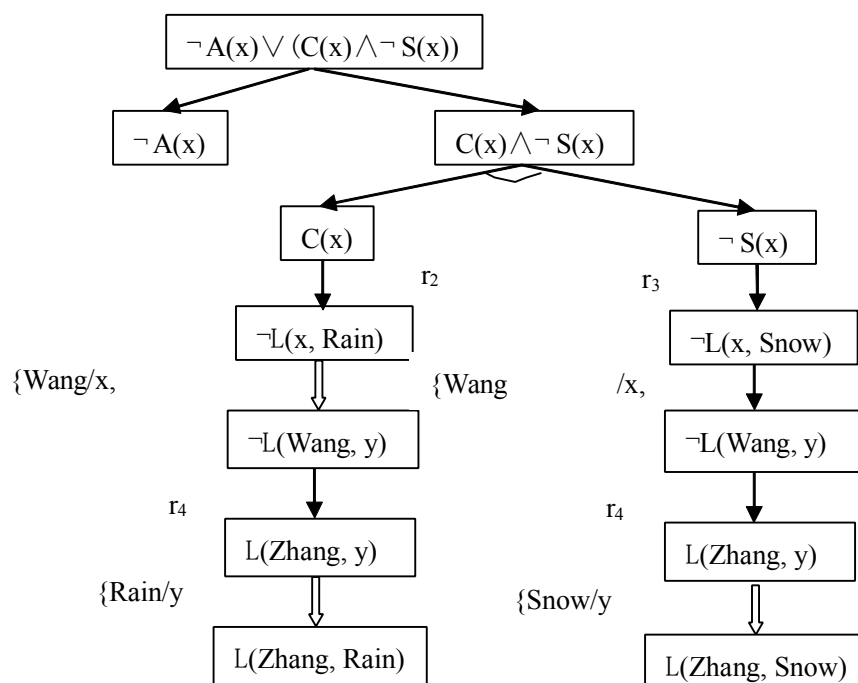 ¬ A(x)∨ (C(x)∧¬ S(x))
¬ A(x)
C(x)∧¬ S(x)
C(x)
¬ S(x)
r₂
r₃
¬L(x, Rain)
¬L(x, Snow)
{Wang/x,
{Wang /x,
¬L(Wang, y)
¬L(Wang, y)
r₄
r₄
L(Zhang, y)
L(Zhang, y)
{Rain/y
{Snow/y
L(Zhang, Rain)
L(Zhang, Snow)